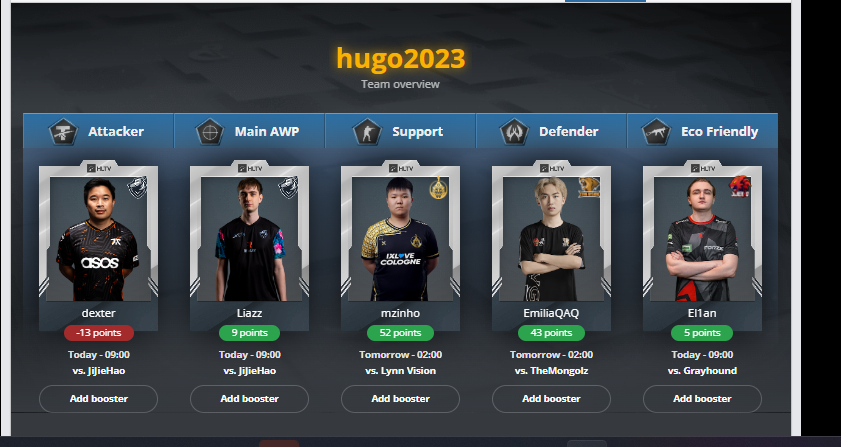 hugo2023
Team overview
Attacker
Main AWP
Support
Defender
Eco Friendly
HLTV
HLTV
HLTV
HLTV
HLTV
asos
IXLOVE
COLOGNE
dexter
Liazz
mzinho
EmiliaQAQ
El1an
-13 points
9 points
52 points
43 points
5 points
Today - 09:00
Today - 09:00
Tomorrow - 02:00
Tomorrow - 02:00
Today - 09:00
vs. JiJieHao
vs. JiJieHao
vs. Lynn Vision
vs. TheMongolz
vs. Grayhound
Add booster
Add booster
Add booster
Add booster
Add booster